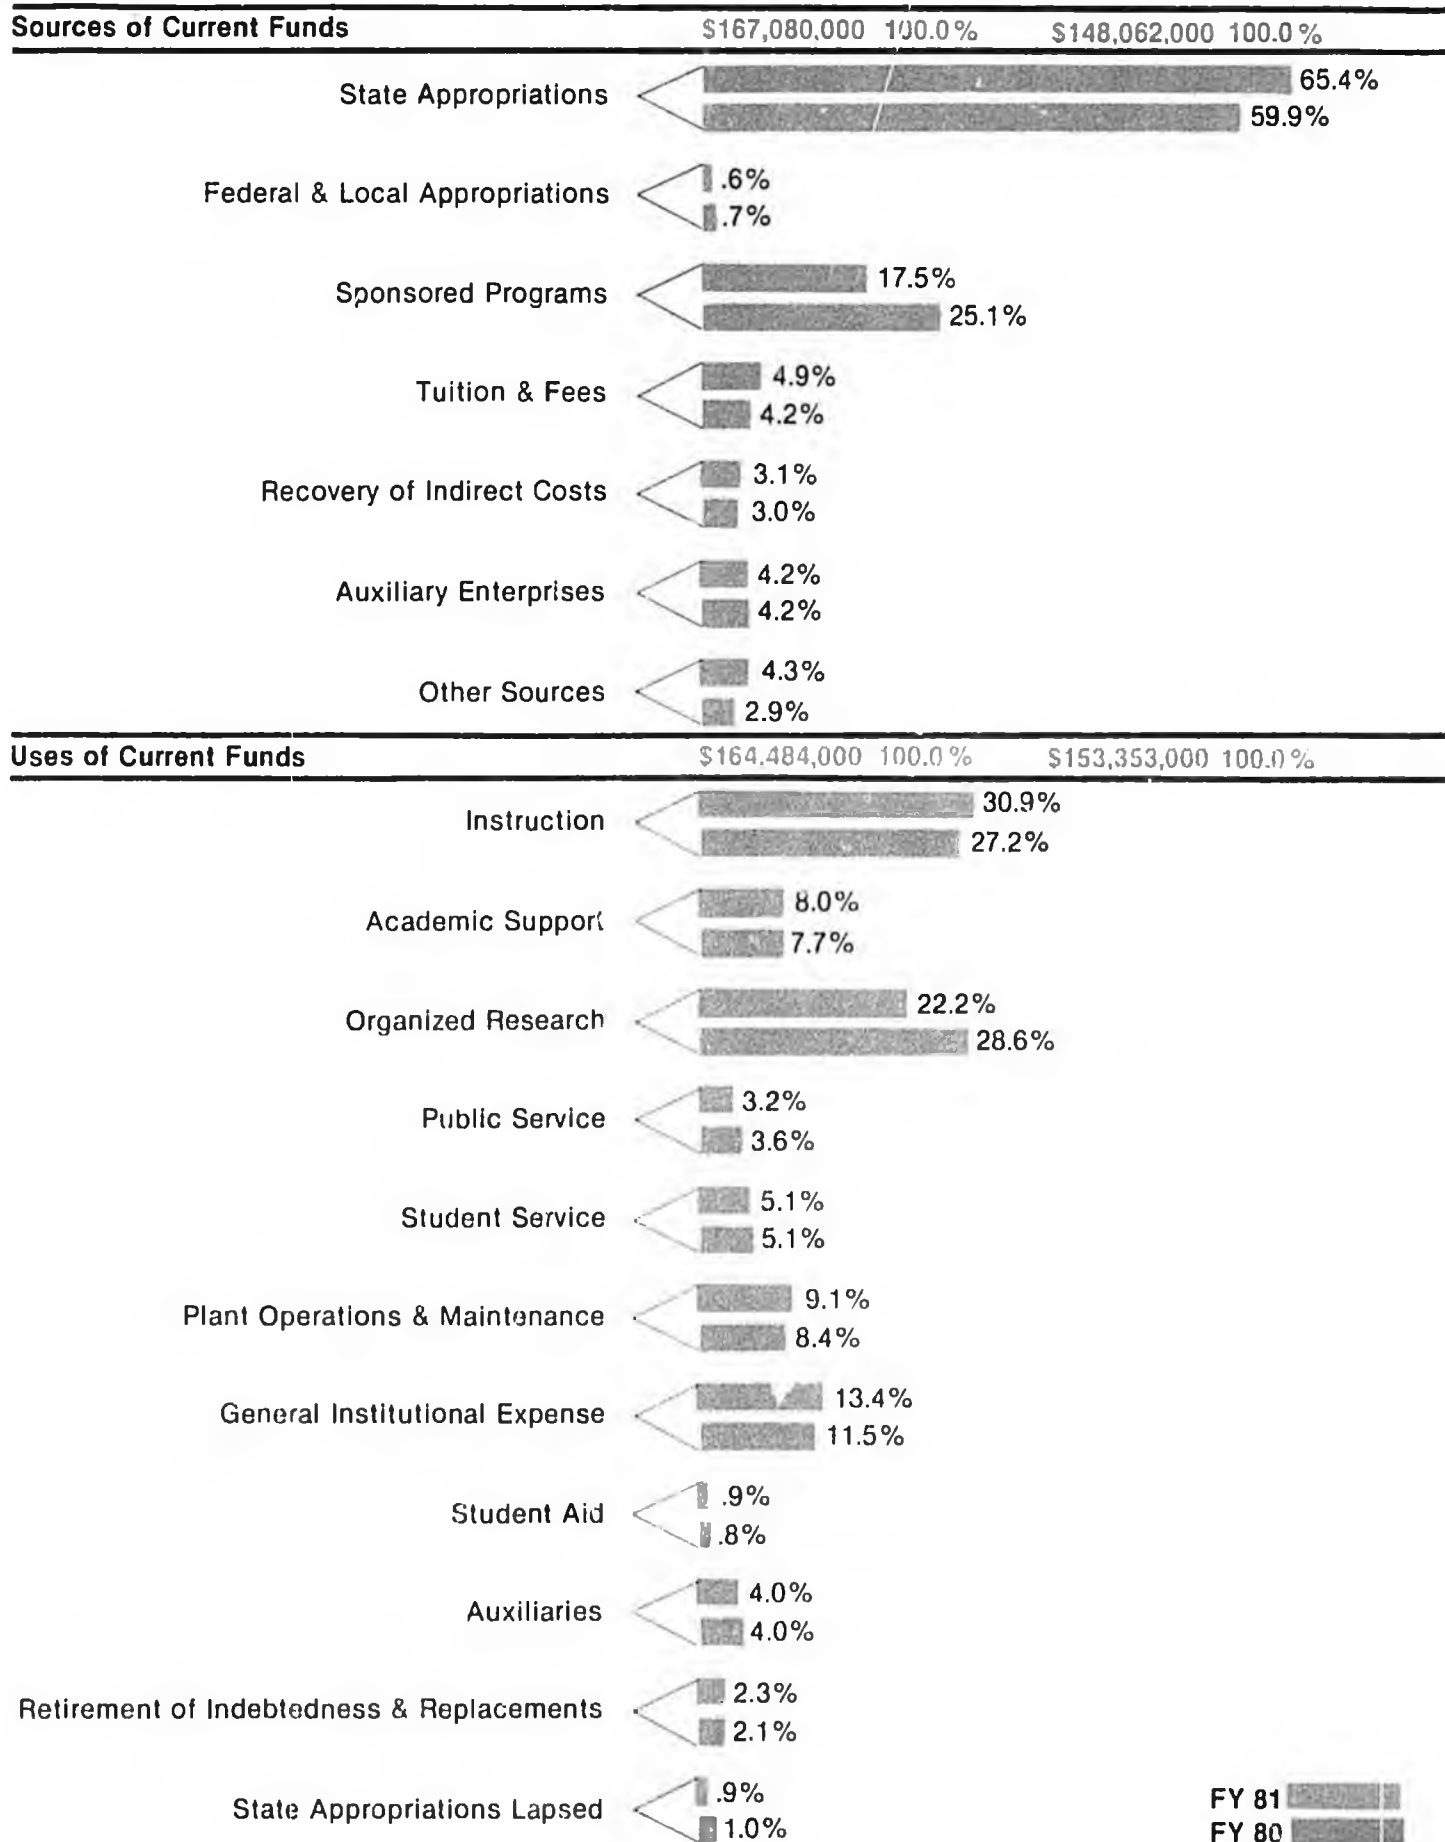 Sources of Current Funds $167,080,000 100.0% $148,062,000 100.0%
State Appropriations 65.4%
59.9%
Federal & Local Appropriations .6%
.7%
Sponsored Programs 17.5%
25.1%
Tuition & Fees 4.9%
4.2%
Recovery of Indirect Costs 3.1%
3.0%
Auxiliary Enterprises 4.2%
4.2%
Other Sources 4.3%
2.9%
Uses of Current Funds $164,484,000 100.0% $153,353,000 100.0%
Instruction 30.9%
27.2%
Academic Support 8.0%
7.7%
Organized Research 22.2%
28.6%
Public Service 3.2%
3.6%
Student Service 5.1%
5.1%
Plant Operations & Maintenance 9.1%
8.4%
General Institutional Expense 13.4%
11.5%
Student Aid .9%
.8%
Auxiliaries 4.0%
4.0%
Retirement of Indebtedness & Replacements 2.3%
2.1%
State Appropriations Lapsed .9%
1.0%
FY 81
FY 80